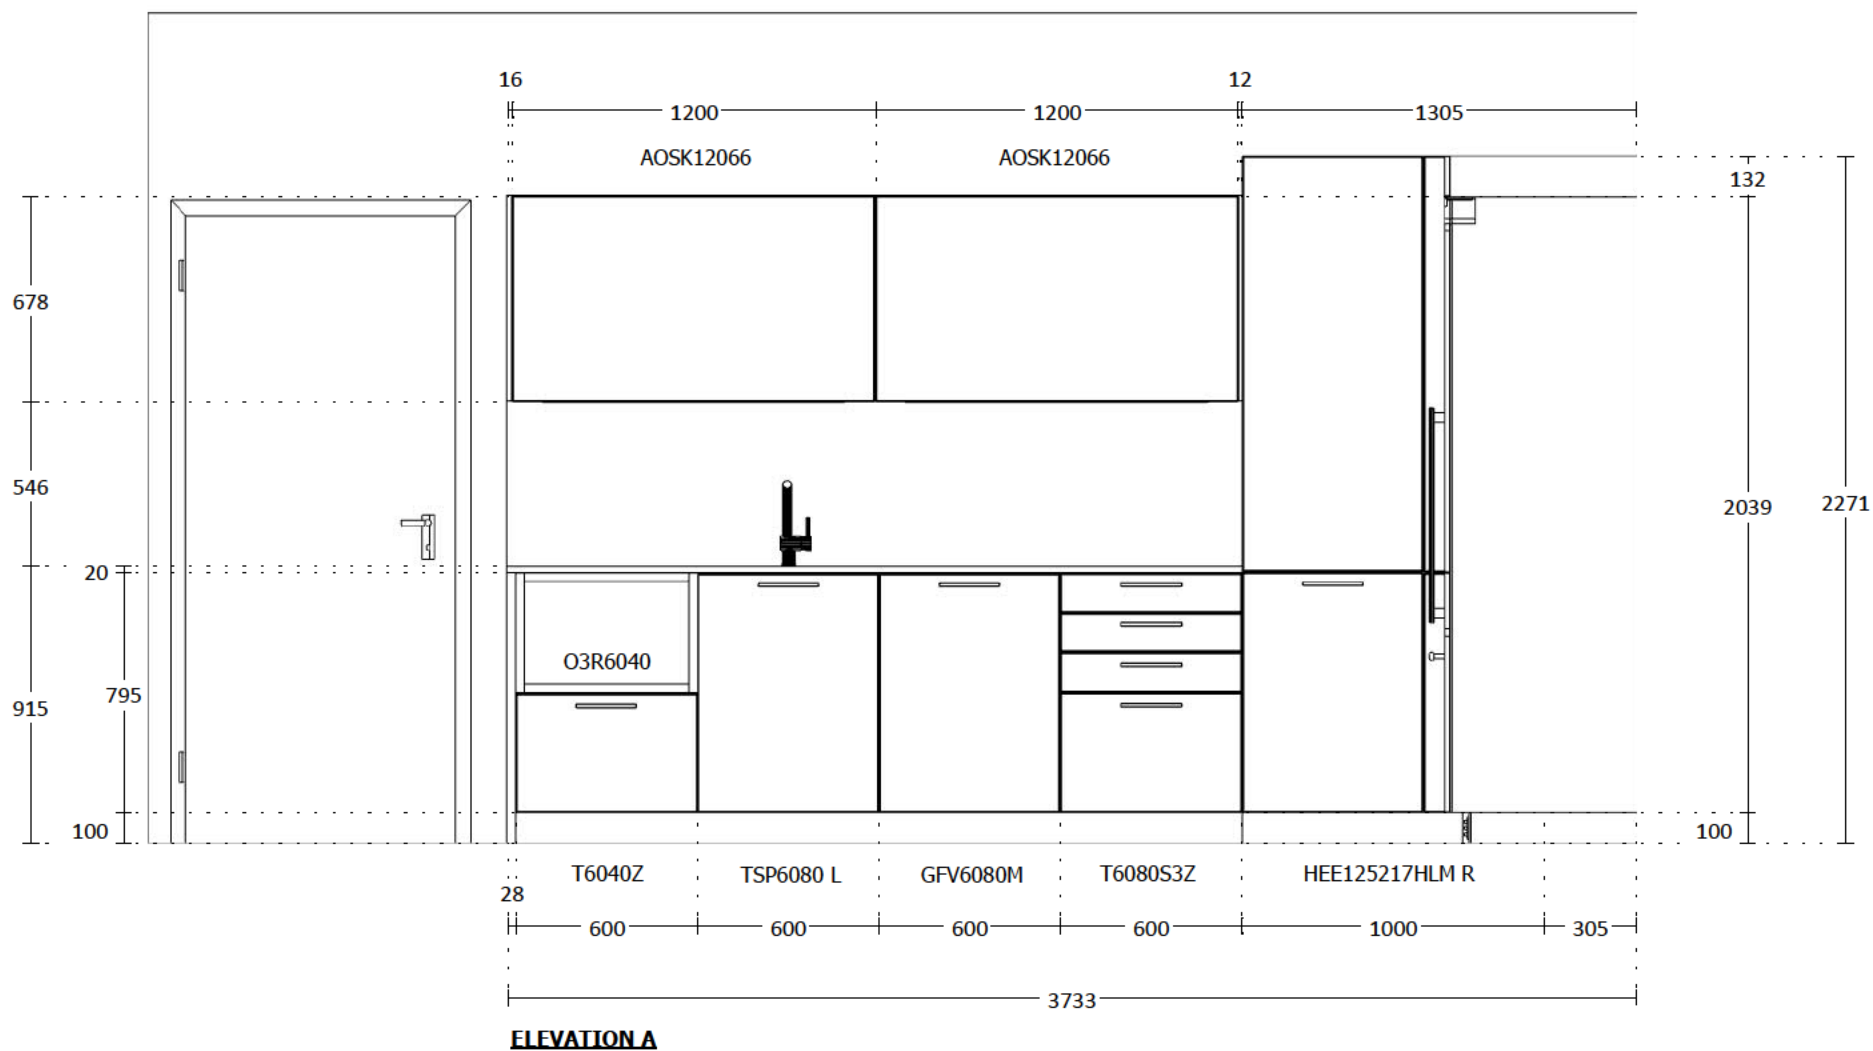 16 12
1200 1200 1305
AOSK12066 AOSK12066
132
678
546
2039 2271
20
O3R6040
795
915
100 100
T6040Z TSP6080 L GFV6080M T6080S3Z HEE125217HLM R
28
600 600 600 600 1000 305
3733
ELEVATION A